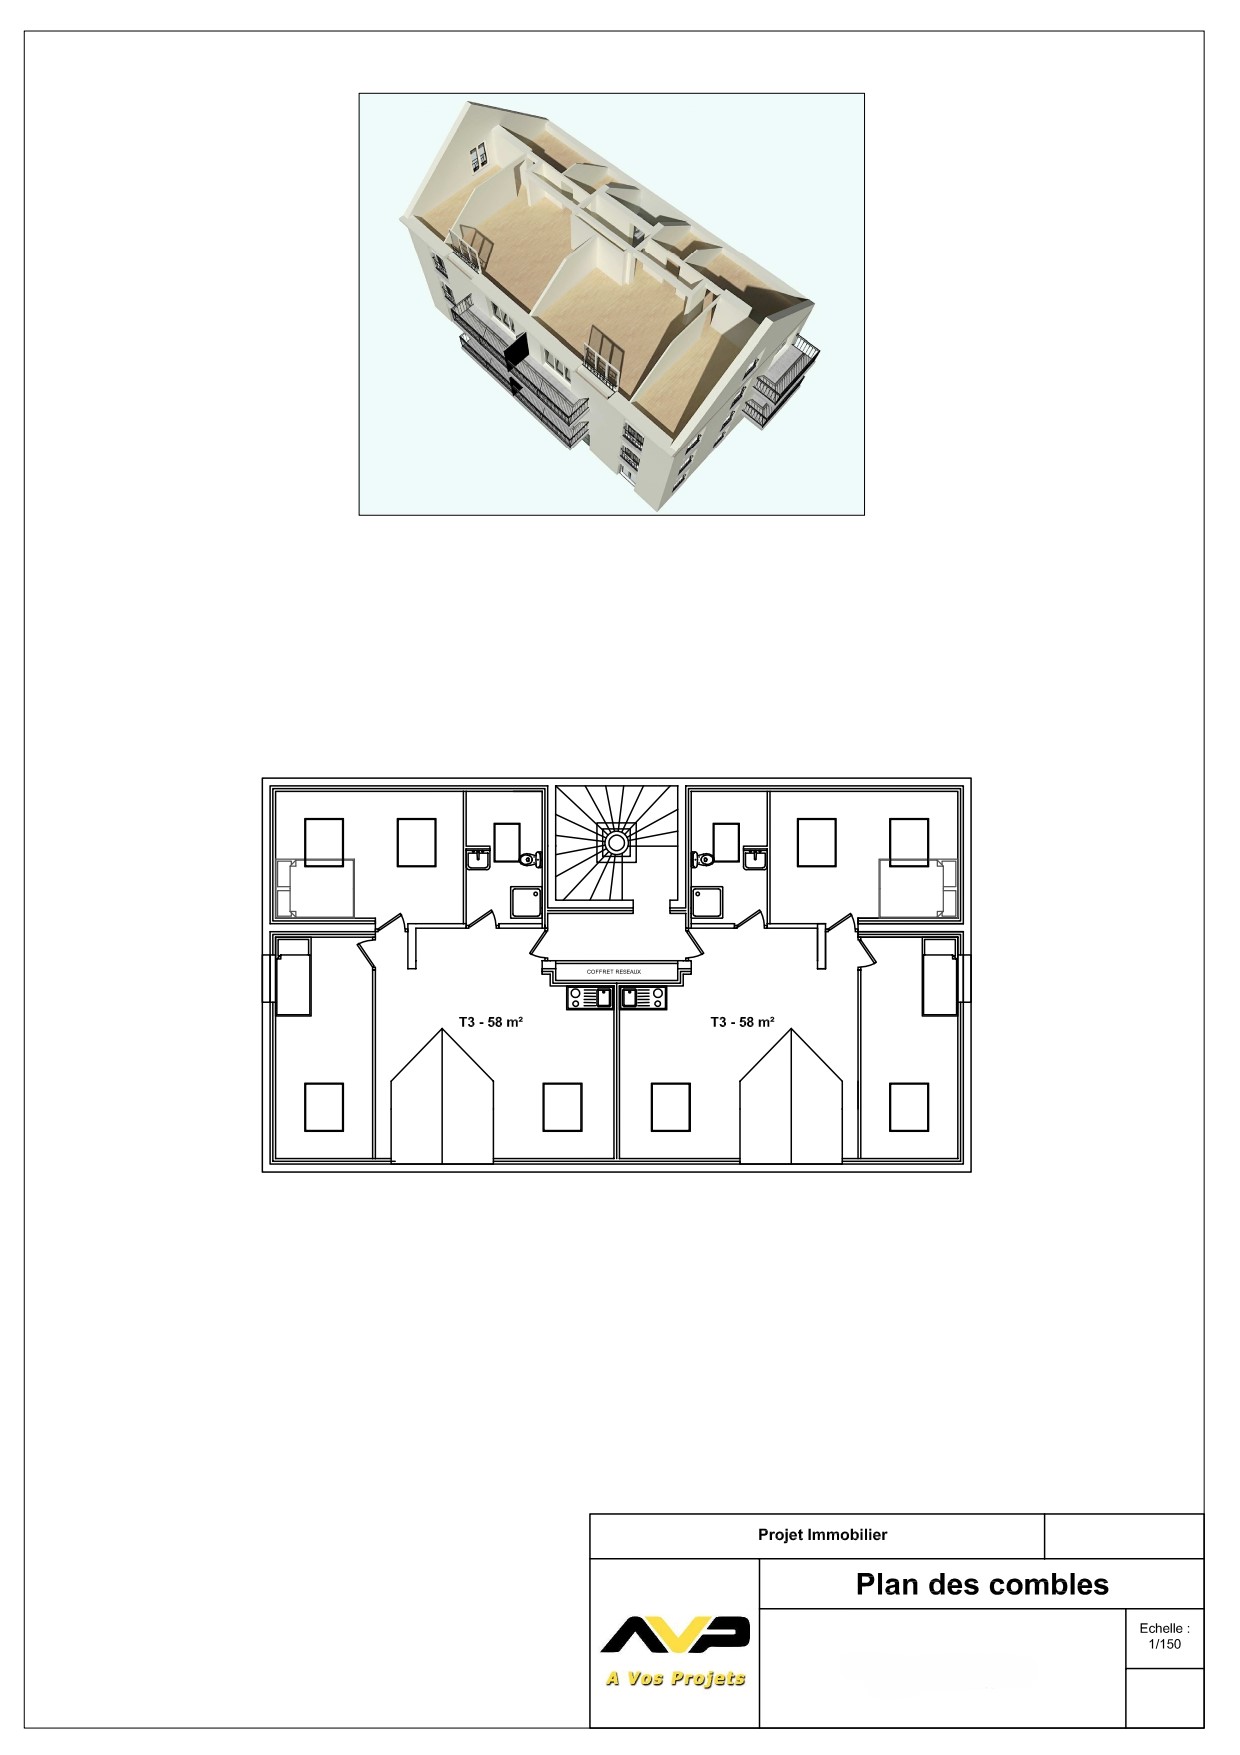 COFFRET RESEAUX
T3 - 58 m²
T3 - 58 m²
Projet Immobilier
Plan des combles
Echelle :
1/150
AVP
A Vos Projets